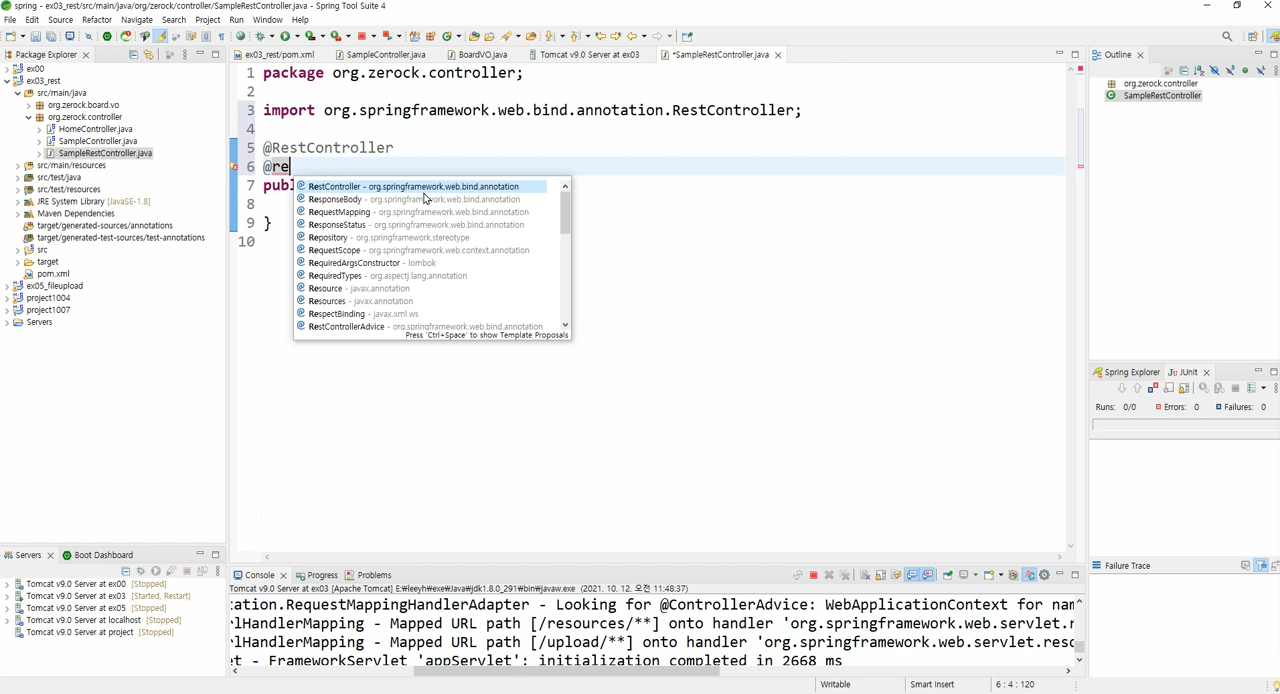 spring - ex03_rest/src/main/java/org/zerock/controller/SampleRestController.java - Spring Tool Suite 4
File Edit Source Refactor Navigate Search Project Run Window Help
Package Explorer
ex00
ex03_rest
src/main/java
org.zerock.board.vo
org.zerock.controller
HomeController.java
SampleController.java
SampleRestController.java
src/main/resources
src/test/java
src/test/resources
JRE System Library [JavaSE-1.8]
Maven Dependencies
target/generated-sources/annotations
target/generated-test-sources/test-annotations
src
target
pom.xml
ex05_fileupload
project1004
project1007
Servers
ex03_rest/pom.xml SampleController.java BoardVO.java Tomcat v9.0 Server at ex03 *SampleRestController.java
1 package org.zerock.controller;
2
3 import org.springframework.web.bind.annotation.RestController;
4
5 @RestController
6 @re
7 publ
8
9 }
10
RestController - org.springframework.web.bind.annotation
ResponseBody - org.springframework.web.bind.annotation
RequestMapping - org.springframework.web.bind.annotation
ResponseStatus - org.springframework.web.bind.annotation
Repository - org.springframework.stereotype
RequestScope - org.springframework.web.context.annotation
RequiredArgsConstructor - lombok
RequiredTypes - org.aspectj.lang.annotation
Resource - javax.annotation
Resources - javax.annotation
RespectBinding - javax.xml.ws
RestControllerAdvice - org.springframework.web.bind.annotation
Press 'Ctrl+Space' to show Template Proposals
Outline
org.zerock.controller
SampleRestController
Spring Explorer JUnit
Runs: 0/0 Errors: 0 Failures: 0
Failure Trace
Servers Boot Dashboard
Tomcat v9.0 Server at ex00 [Stopped]
Tomcat v9.0 Server at ex03 [Started, Restart]
Tomcat v9.0 Server at ex05 [Stopped]
Tomcat v9.0 Server at localhost [Stopped]
Tomcat v9.0 Server at project [Stopped]
Console Progress Problems
Tomcat v9.0 Server at ex03 [Apache Tomcat] E:₩leeyh₩exe₩Java₩jdk1.8.0_291₩bin₩javaw.exe (2021. 10. 12. 오전 11:48:37)
tation.RequestMappingHandlerAdapter - Looking for @ControllerAdvice: WebApplicationContext for nam
lHandlerMapping - Mapped URL path [/resources/**] onto handler 'org.springframework.web.servlet.r
lHandlerMapping - Mapped URL path [/upload/**] onto handler 'org.springframework.web.servlet.reso
et - FrameworkServlet 'appServlet': initialization completed in 2668 ms
Writable Smart Insert 6 : 4 : 120